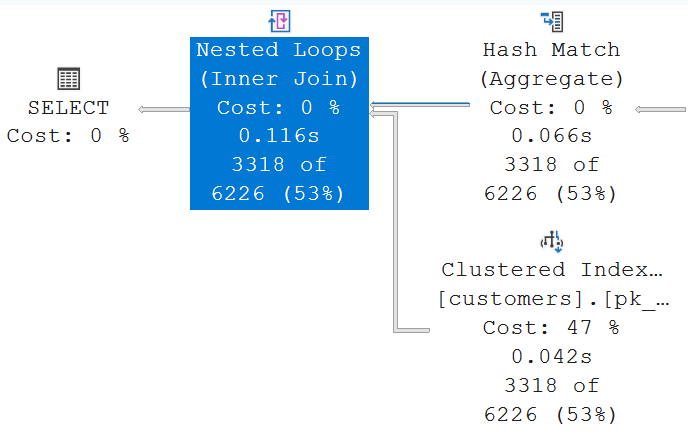 SELECT
Cost: 0 %
Nested Loops
(Inner Join)
Cost: 0 %
0.116s
3318 of
6226 (53%)
Hash Match
(Aggregate)
Cost: 0 %
0.066s
3318 of
6226 (53%)
Clustered Index…
[customers].[pk_…
Cost: 47 %
0.042s
3318 of
6226 (53%)